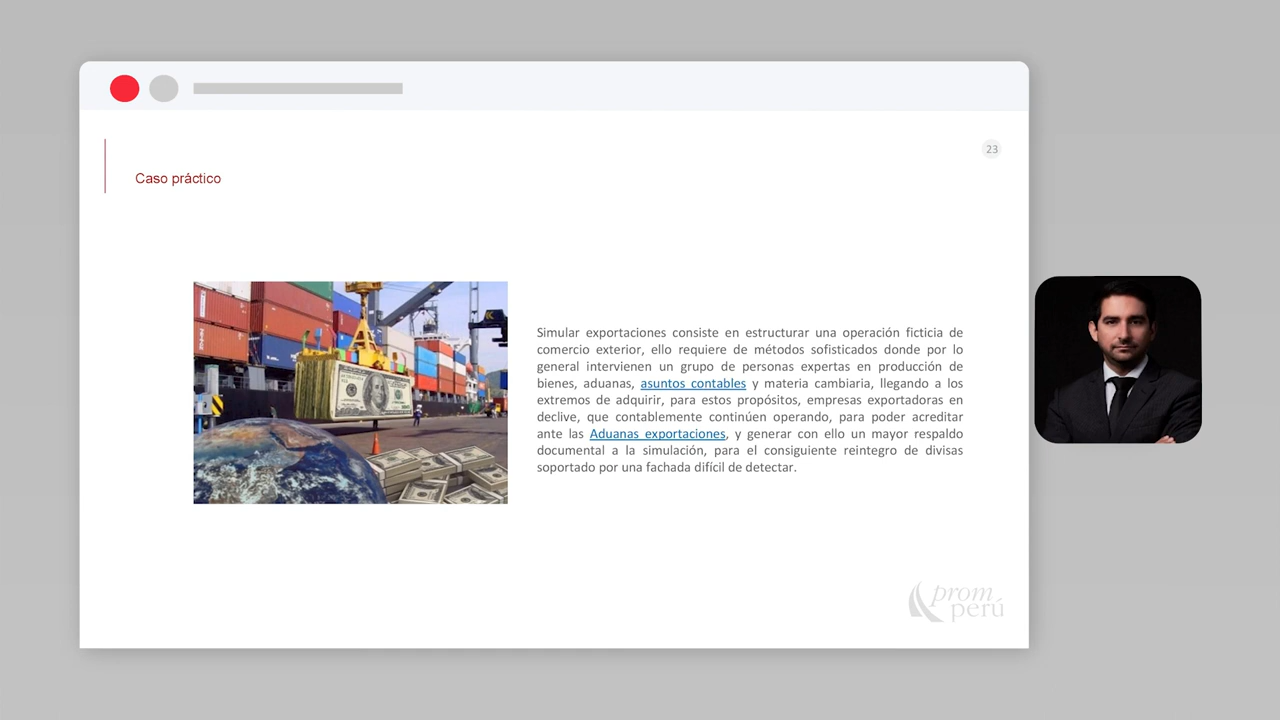 23
Caso práctico
Simular exportaciones consiste en estructurar una operación ficticia de
comercio exterior, ello requiere de métodos sofisticados donde por lo
general intervienen un grupo de personas expertas en producción de
bienes, aduanas, asuntos contables y materia cambiaria, llegando a los
extremos de adquirir, para estos propósitos, empresas exportadoras en
declive, que contablemente continúen operando, para poder acreditar
ante las Aduanas exportaciones, y generar con ello un mayor respaldo
documental a la simulación, para el consiguiente reintegro de divisas
soportado por una fachada difícil de detectar.
prom
perú